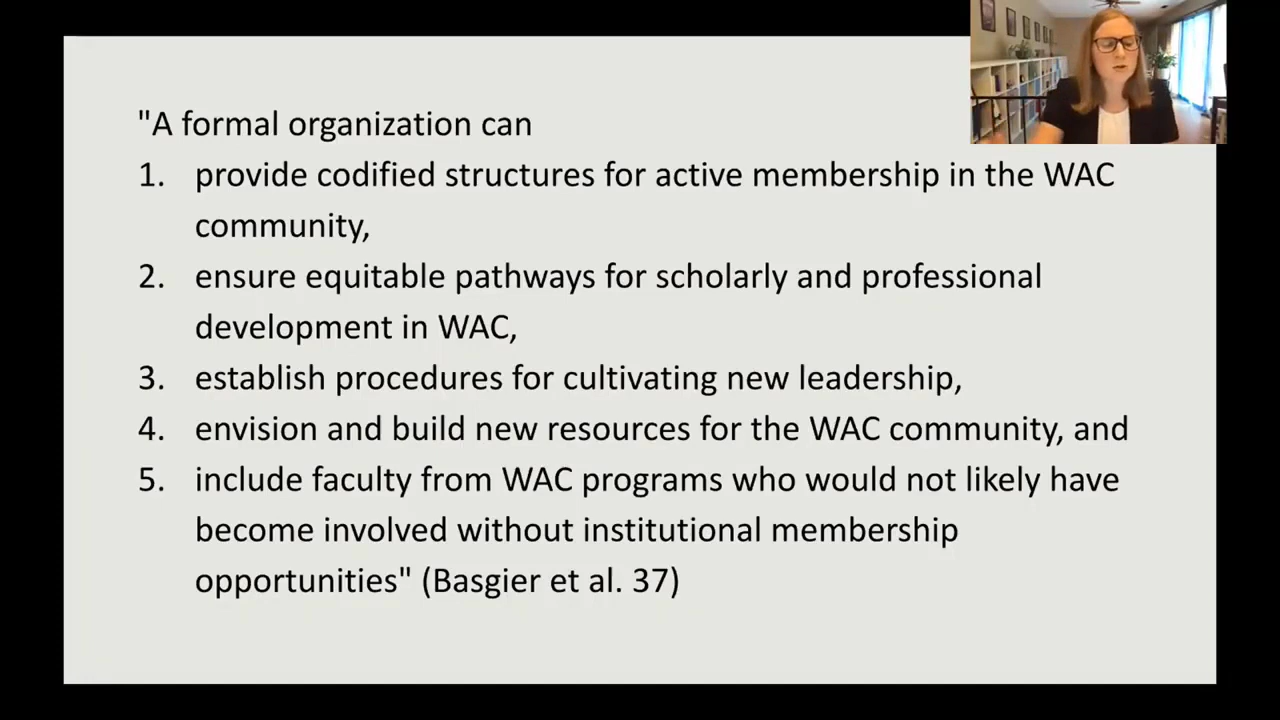 "A formal organization can
1. provide codified structures for active membership in the WAC
community,
2. ensure equitable pathways for scholarly and professional
development in WAC,
3. establish procedures for cultivating new leadership,
4. envision and build new resources for the WAC community, and
5. include faculty from WAC programs who would not likely have
become involved without institutional membership
opportunities" (Basgier et al. 37)